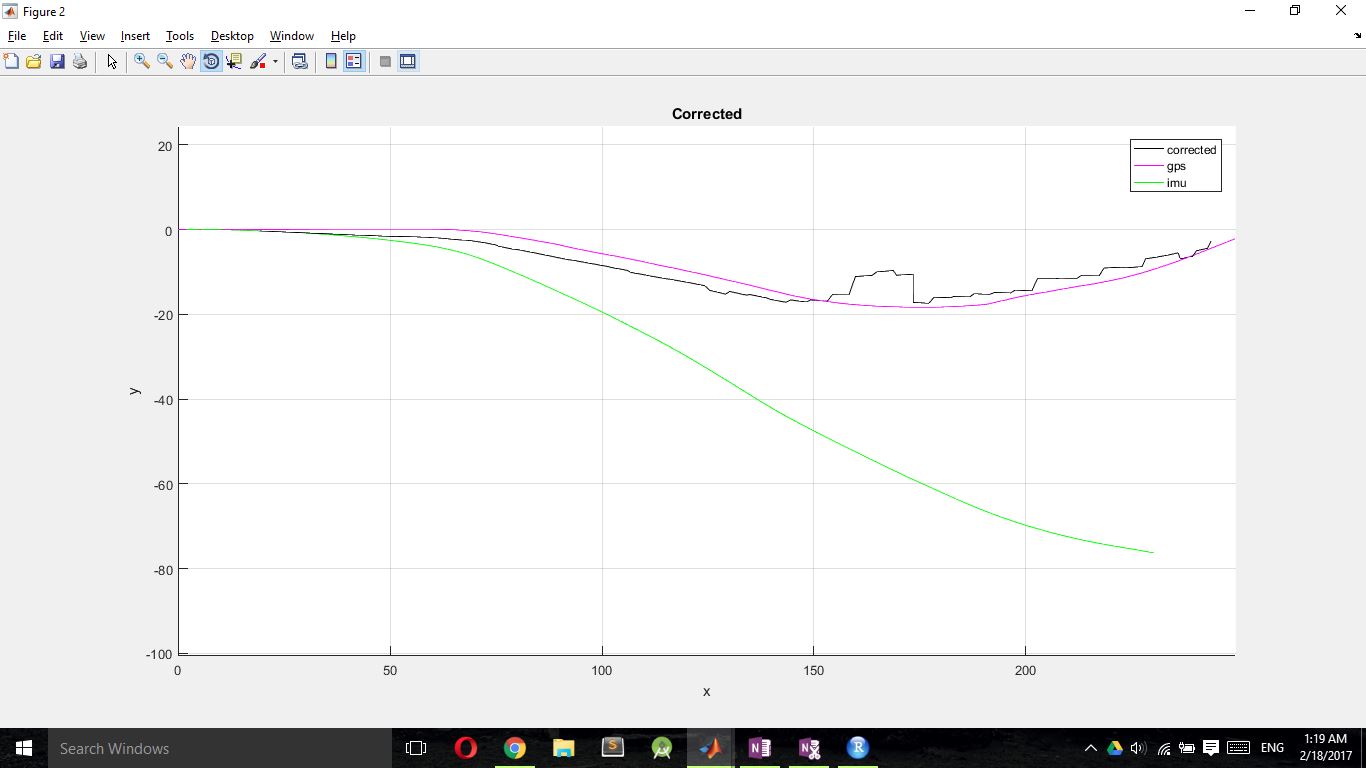 Figure 2
File Edit View Insert Tools Desktop Window Help
Corrected
corrected
gps
imu
20
0
-20
-40
-60
-80
-100
y
0 50 100 150 200
x
Search Windows
S
N
N
R
ENG
1:19 AM
2/18/2017